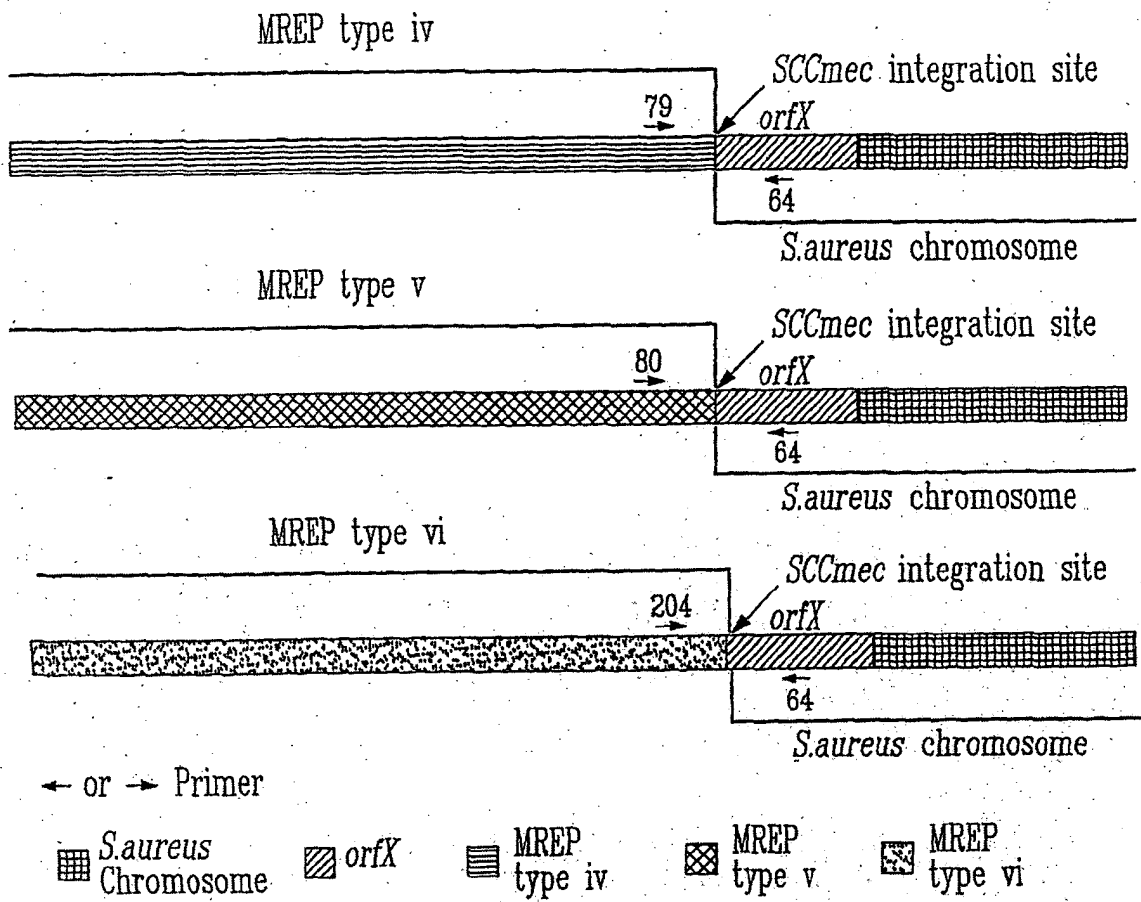 MREP type iv
SCCmec integration site
79
orfX
64
S.aureus chromosome
MREP type v
SCCmec integration site
80
orfX
64
S.aureus chromosome
MREP type vi
SCCmec integration site
204
orfX
64
S.aureus chromosome
← or → Primer
S.aureus
Chromosome
orfX
MREP
type iv
MREP
type v
MREP
type vi